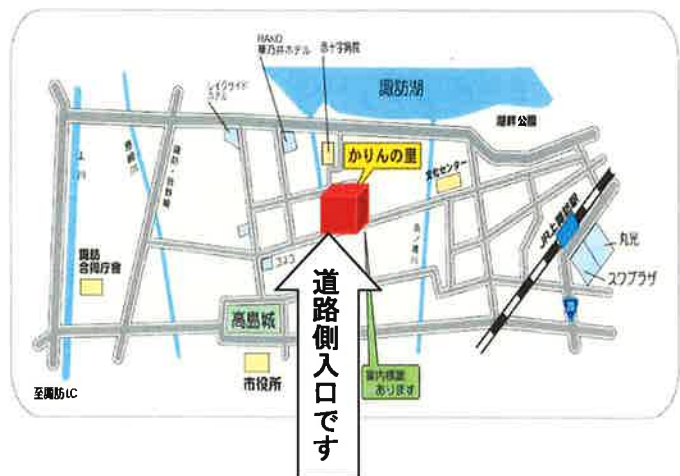 RAKO
華乃井ホテル
赤十字病院
レイクサイド
ホテル
諏訪湖
湖畔公園
かりんの里
文化センター
上川
JR上諏訪駅
丸光
スワプラザ
諏訪
合同庁舎
高島城
市役所
案内標識
あります
至諏訪I.C
道路側入口です